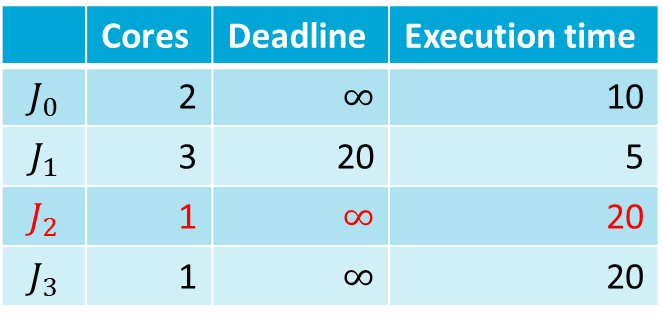 Cores Deadline Execution time
J₀ 2 ∞ 10
J₁ 3 20 5
J₂ 1 ∞ 20
J₃ 1 ∞ 20